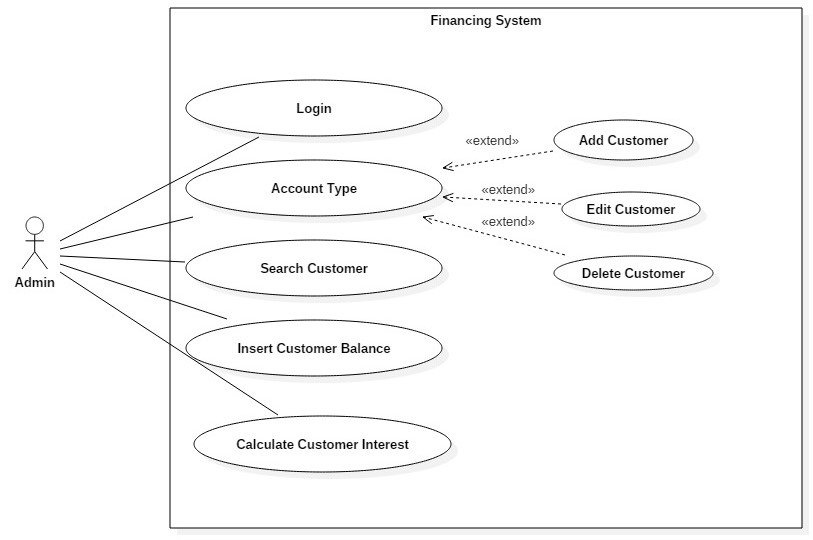 Financing System
Login
«extend»
Add Customer
Account Type
«extend»
Edit Customer
«extend»
Admin
Search Customer
Delete Customer
Insert Customer Balance
Calculate Customer Interest